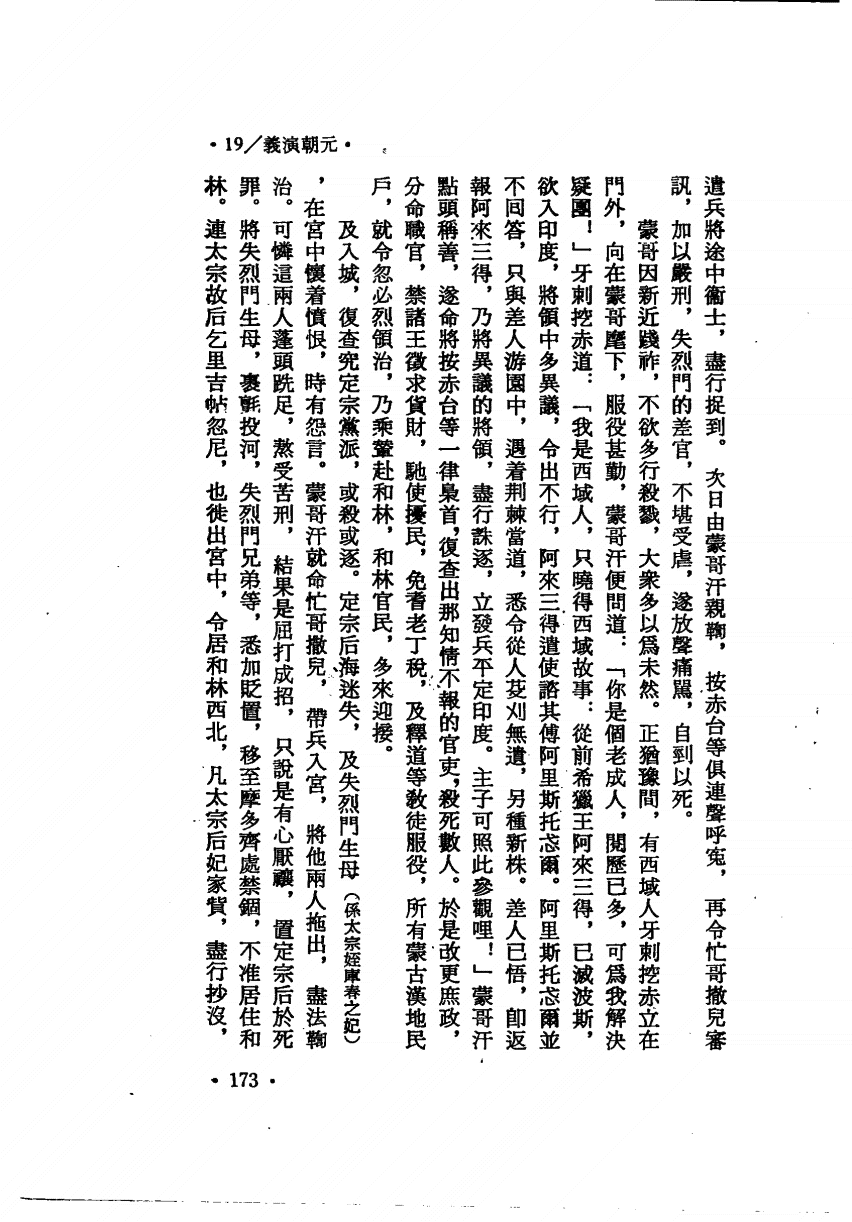 •元朝演義／19•
遣兵將途中衞士，盡行捉到。次日由蒙哥汗親鞫，按赤台等俱連聲呼寃，再令忙哥撤兒審
訊，加以嚴刑，失烈門的差官，不堪受虐，遂放聲痛駡，自刎以死。
蒙哥因新近踐祚，不欲多行殺戮，大衆多以爲未然。正猶豫間，有西域人牙剌挖赤立在
門外，向在蒙哥麾下，服役甚勤，蒙哥汗便問道：「你是個老成人，閱歷已多，可爲我解決
疑團！」牙剌挖赤道：「我是西域人，只曉得西域故事：從前希獵王阿來三得，已滅波斯，
欲入印度，將領中多異議，令出不行，阿來三得遣使諮其傅阿里斯托忒爾。阿里斯托忒爾並
不囘答，只與差人游園中，遇着荆棘當道，悉令從人芟刈無遺，另種新株。差人已悟，卽返
報阿來三得，乃將異議的將領，盡行誅逐，立發兵平定印度。主子可照此參觀哩！」蒙哥汗
點頭稱善，遂命將按赤台等一律梟首，復查出那知情不報的官吏，殺死數人。於是改更庶政，
分命職官，禁諸王徵求貨財，馳使擾民，免耆老丁稅，及釋道等敎徒服役，所有蒙古漢地民
戶，就令忽必烈領治，乃乘輦赴和林，和林官民，多來迎接。
及入城，復查究定宗黨派，或殺或逐。定宗后海迷失，及失烈門生母（係太宗姪庫春之妃）
，在宮中懷着憤恨，時有怨言。蒙哥汗就命忙哥撤兒，帶兵入宮，將他兩人拖出，盡法鞫
治。可憐這兩人蓬頭跣足，熬受苦刑，結果是屈打成招，只說是有心厭禳，置定宗后於死
罪。將失烈門生母，裹氈投河，失烈門兄弟等，悉加貶置，移至摩多齊處禁錮，不准居住和
林。連太宗故后乞里吉帖忽尼，也徙出宮中，令居和林西北，凡太宗后妃家貲，盡行抄沒，
•173•